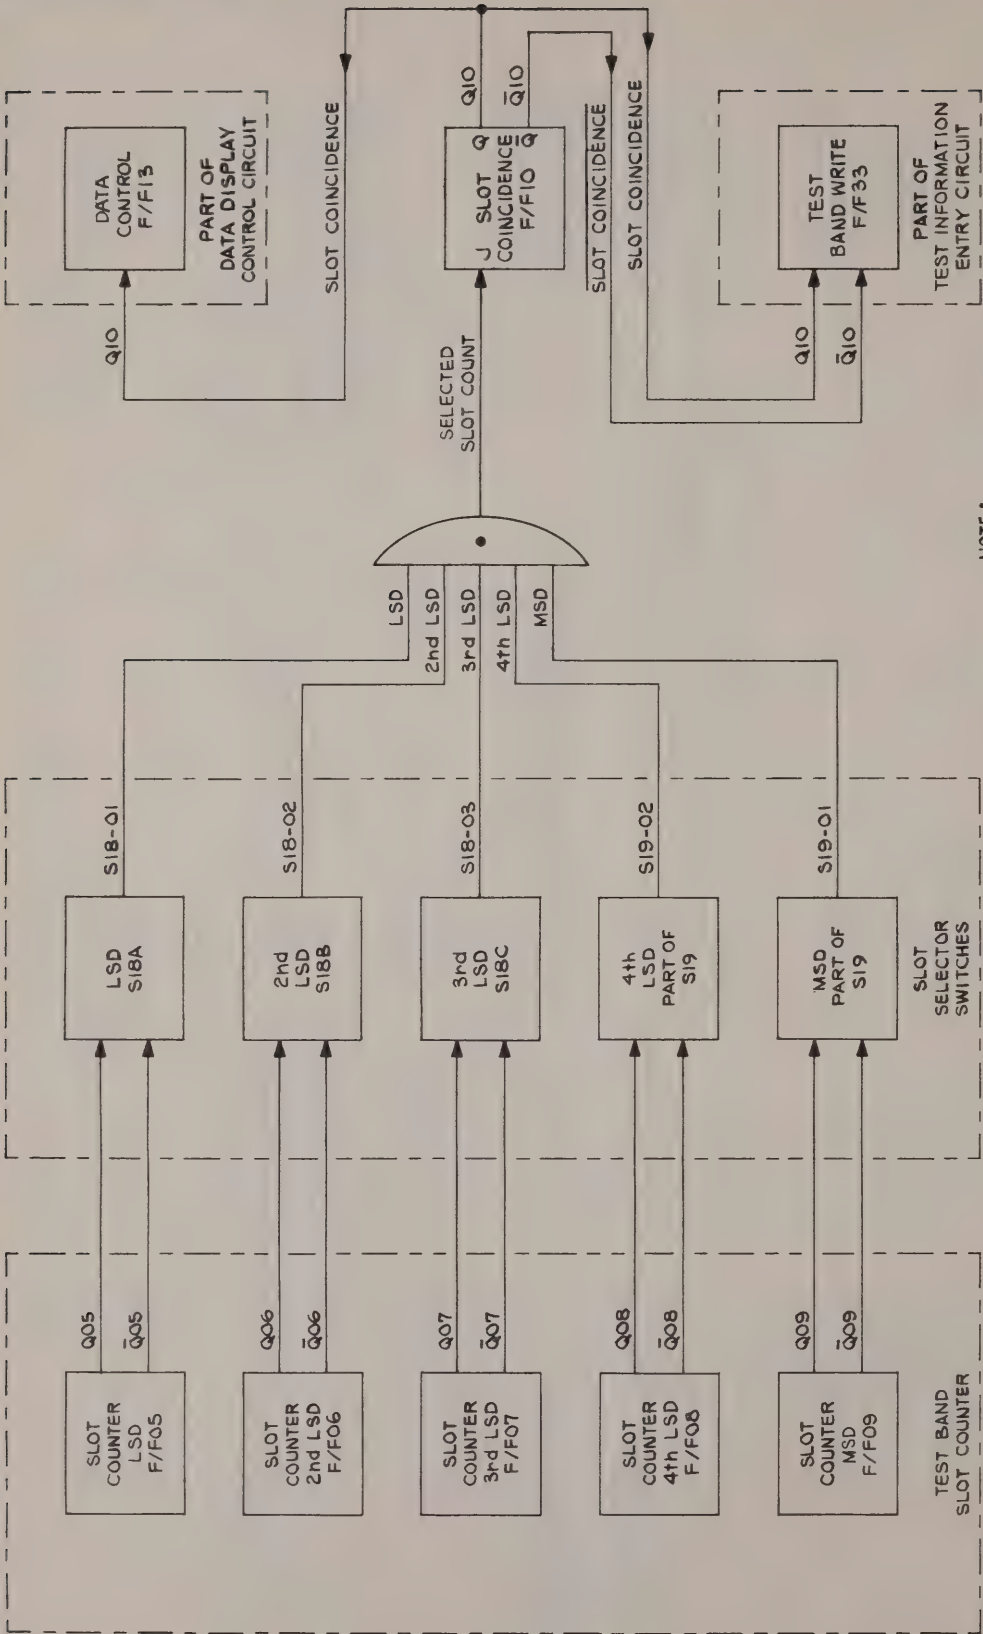 SLOT
COUNTER
LSD
F/F05
Q05
Q̄05
LSD
S18A
S18-01
SLOT
COUNTER
2nd LSD
F/F06
Q06
Q̄06
2nd
LSD
S18B
S18-02
SLOT
COUNTER
3rd LSD
F/F07
Q07
Q̄07
3rd
LSD
S18C
S18-03
SLOT
COUNTER
4th LSD
F/F08
Q08
Q̄08
4th
LSD
PART OF
S19
S19-02
SLOT
COUNTER
MSD
F/F09
Q09
Q̄09
MSD
PART OF
S19
S19-01
TEST BAND
SLOT COUNTER
SLOT
SELECTOR
SWITCHES
LSD
2nd LSD
3rd LSD
4th LSD
MSD
SELECTED
SLOT COUNT
J SLOT Q
COINCIDENCE
F/F10 Q̄
Q10
Q̄10
Q10
DATA
CONTROL
F/F13
PART OF
DATA DISPLAY
CONTROL CIRCUIT
SLOT COINCIDENCE
S̅L̅O̅T̅ ̅C̅O̅I̅N̅C̅I̅D̅E̅N̅C̅E̅
SLOT COINCIDENCE
Q10
Q̄10
TEST
BAND WRITE
F/F33
PART OF
TEST INFORMATION
ENTRY CIRCUIT